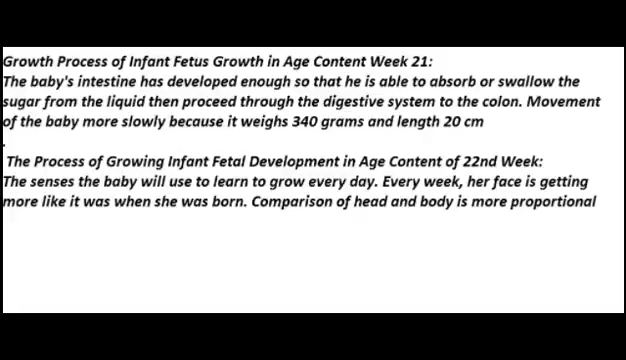 Growth Process of Infant Fetus Growth in Age Content Week 21:
The baby's intestine has developed enough so that he is able to absorb or swallow the
sugar from the liquid then proceed through the digestive system to the colon. Movement
of the baby more slowly because it weighs 340 grams and length 20 cm
.
The Process of Growing Infant Fetal Development in Age Content of 22nd Week:
The senses the baby will use to learn to grow every day. Every week, her face is getting
more like it was when she was born. Comparison of head and body is more proportional